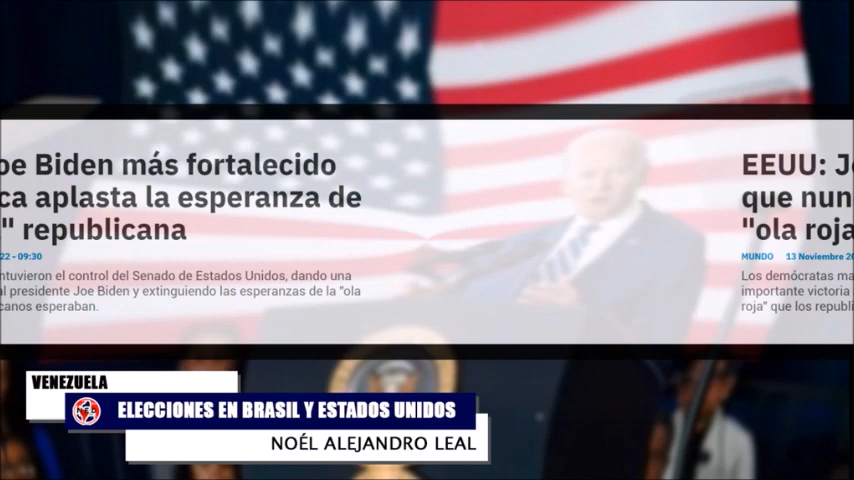 oe Biden más fortalecido
ca aplasta la esperanza de
" republicana
22 - 09:30
ntuvieron el control del Senado de Estados Unidos, dando una
al presidente Joe Biden y extinguiendo las esperanzas de la "ola
canos esperaban.
EEUU: J
que nun
"ola roja
MUNDO 13 Noviembre 20
Los demócratas ma
importante victoria
roja" que los republi
VENEZUELA
ELECCIONES EN BRASIL Y ESTADOS UNIDOS
NOÉL ALEJANDRO LEAL